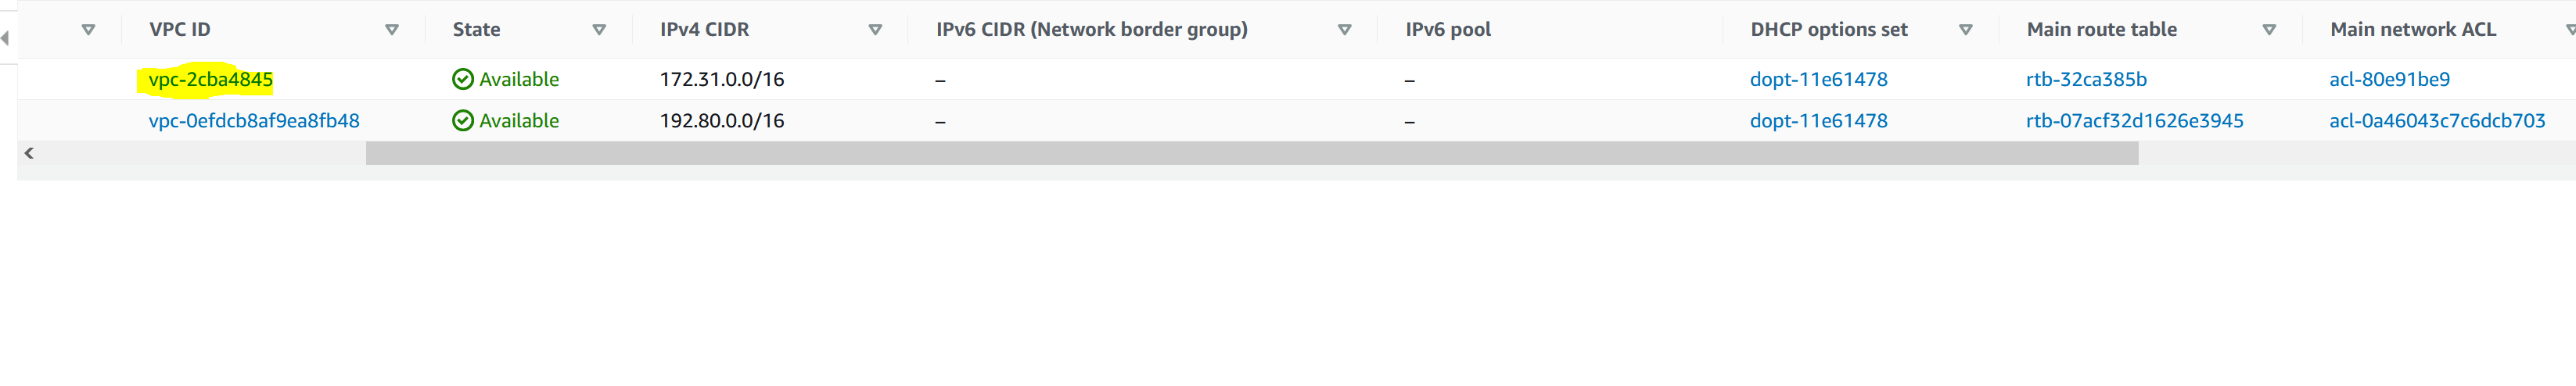 VPC ID State IPv4 CIDR IPv6 CIDR (Network border group) IPv6 pool DHCP options set Main route table Main network ACL
vpc-2cba4845 Available 172.31.0.0/16 – – dopt-11e61478 rtb-32ca385b acl-80e91be9
vpc-0efdcb8af9ea8fb48 Available 192.80.0.0/16 – – dopt-11e61478 rtb-07acf32d1626e3945 acl-0a46043c7c6dcb703